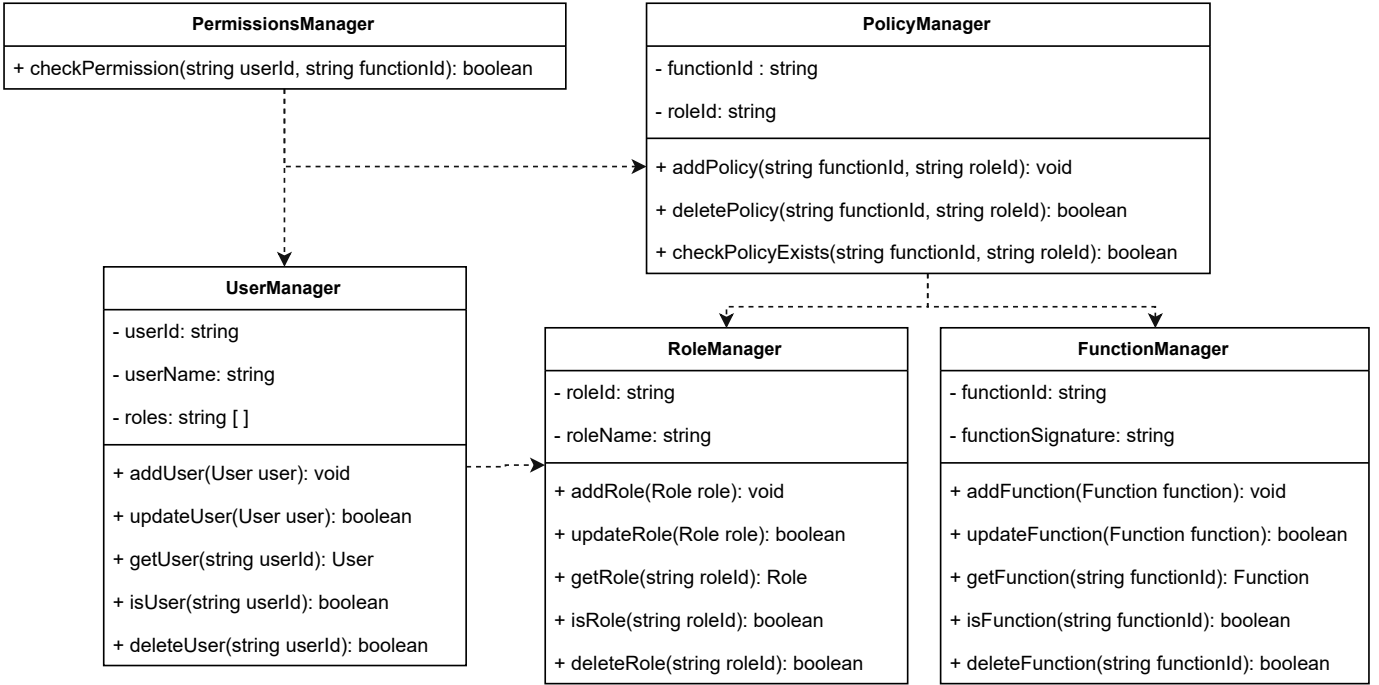 PermissionsManager
+ checkPermission(string userId, string functionId): boolean
PolicyManager
- functionId : string
- roleId: string
+ addPolicy(string functionId, string roleId): void
+ deletePolicy(string functionId, string roleId): boolean
+ checkPolicyExists(string functionId, string roleId): boolean
UserManager
- userId: string
- userName: string
- roles: string [ ]
+ addUser(User user): void
+ updateUser(User user): boolean
+ getUser(string userId): User
+ isUser(string userId): boolean
+ deleteUser(string userId): boolean
RoleManager
- roleId: string
- roleName: string
+ addRole(Role role): void
+ updateRole(Role role): boolean
+ getRole(string roleId): Role
+ isRole(string roleId): boolean
+ deleteRole(string roleId): boolean
FunctionManager
- functionId: string
- functionSignature: string
+ addFunction(Function function): void
+ updateFunction(Function function): boolean
+ getFunction(string functionId): Function
+ isFunction(string functionId): boolean
+ deleteFunction(string functionId): boolean